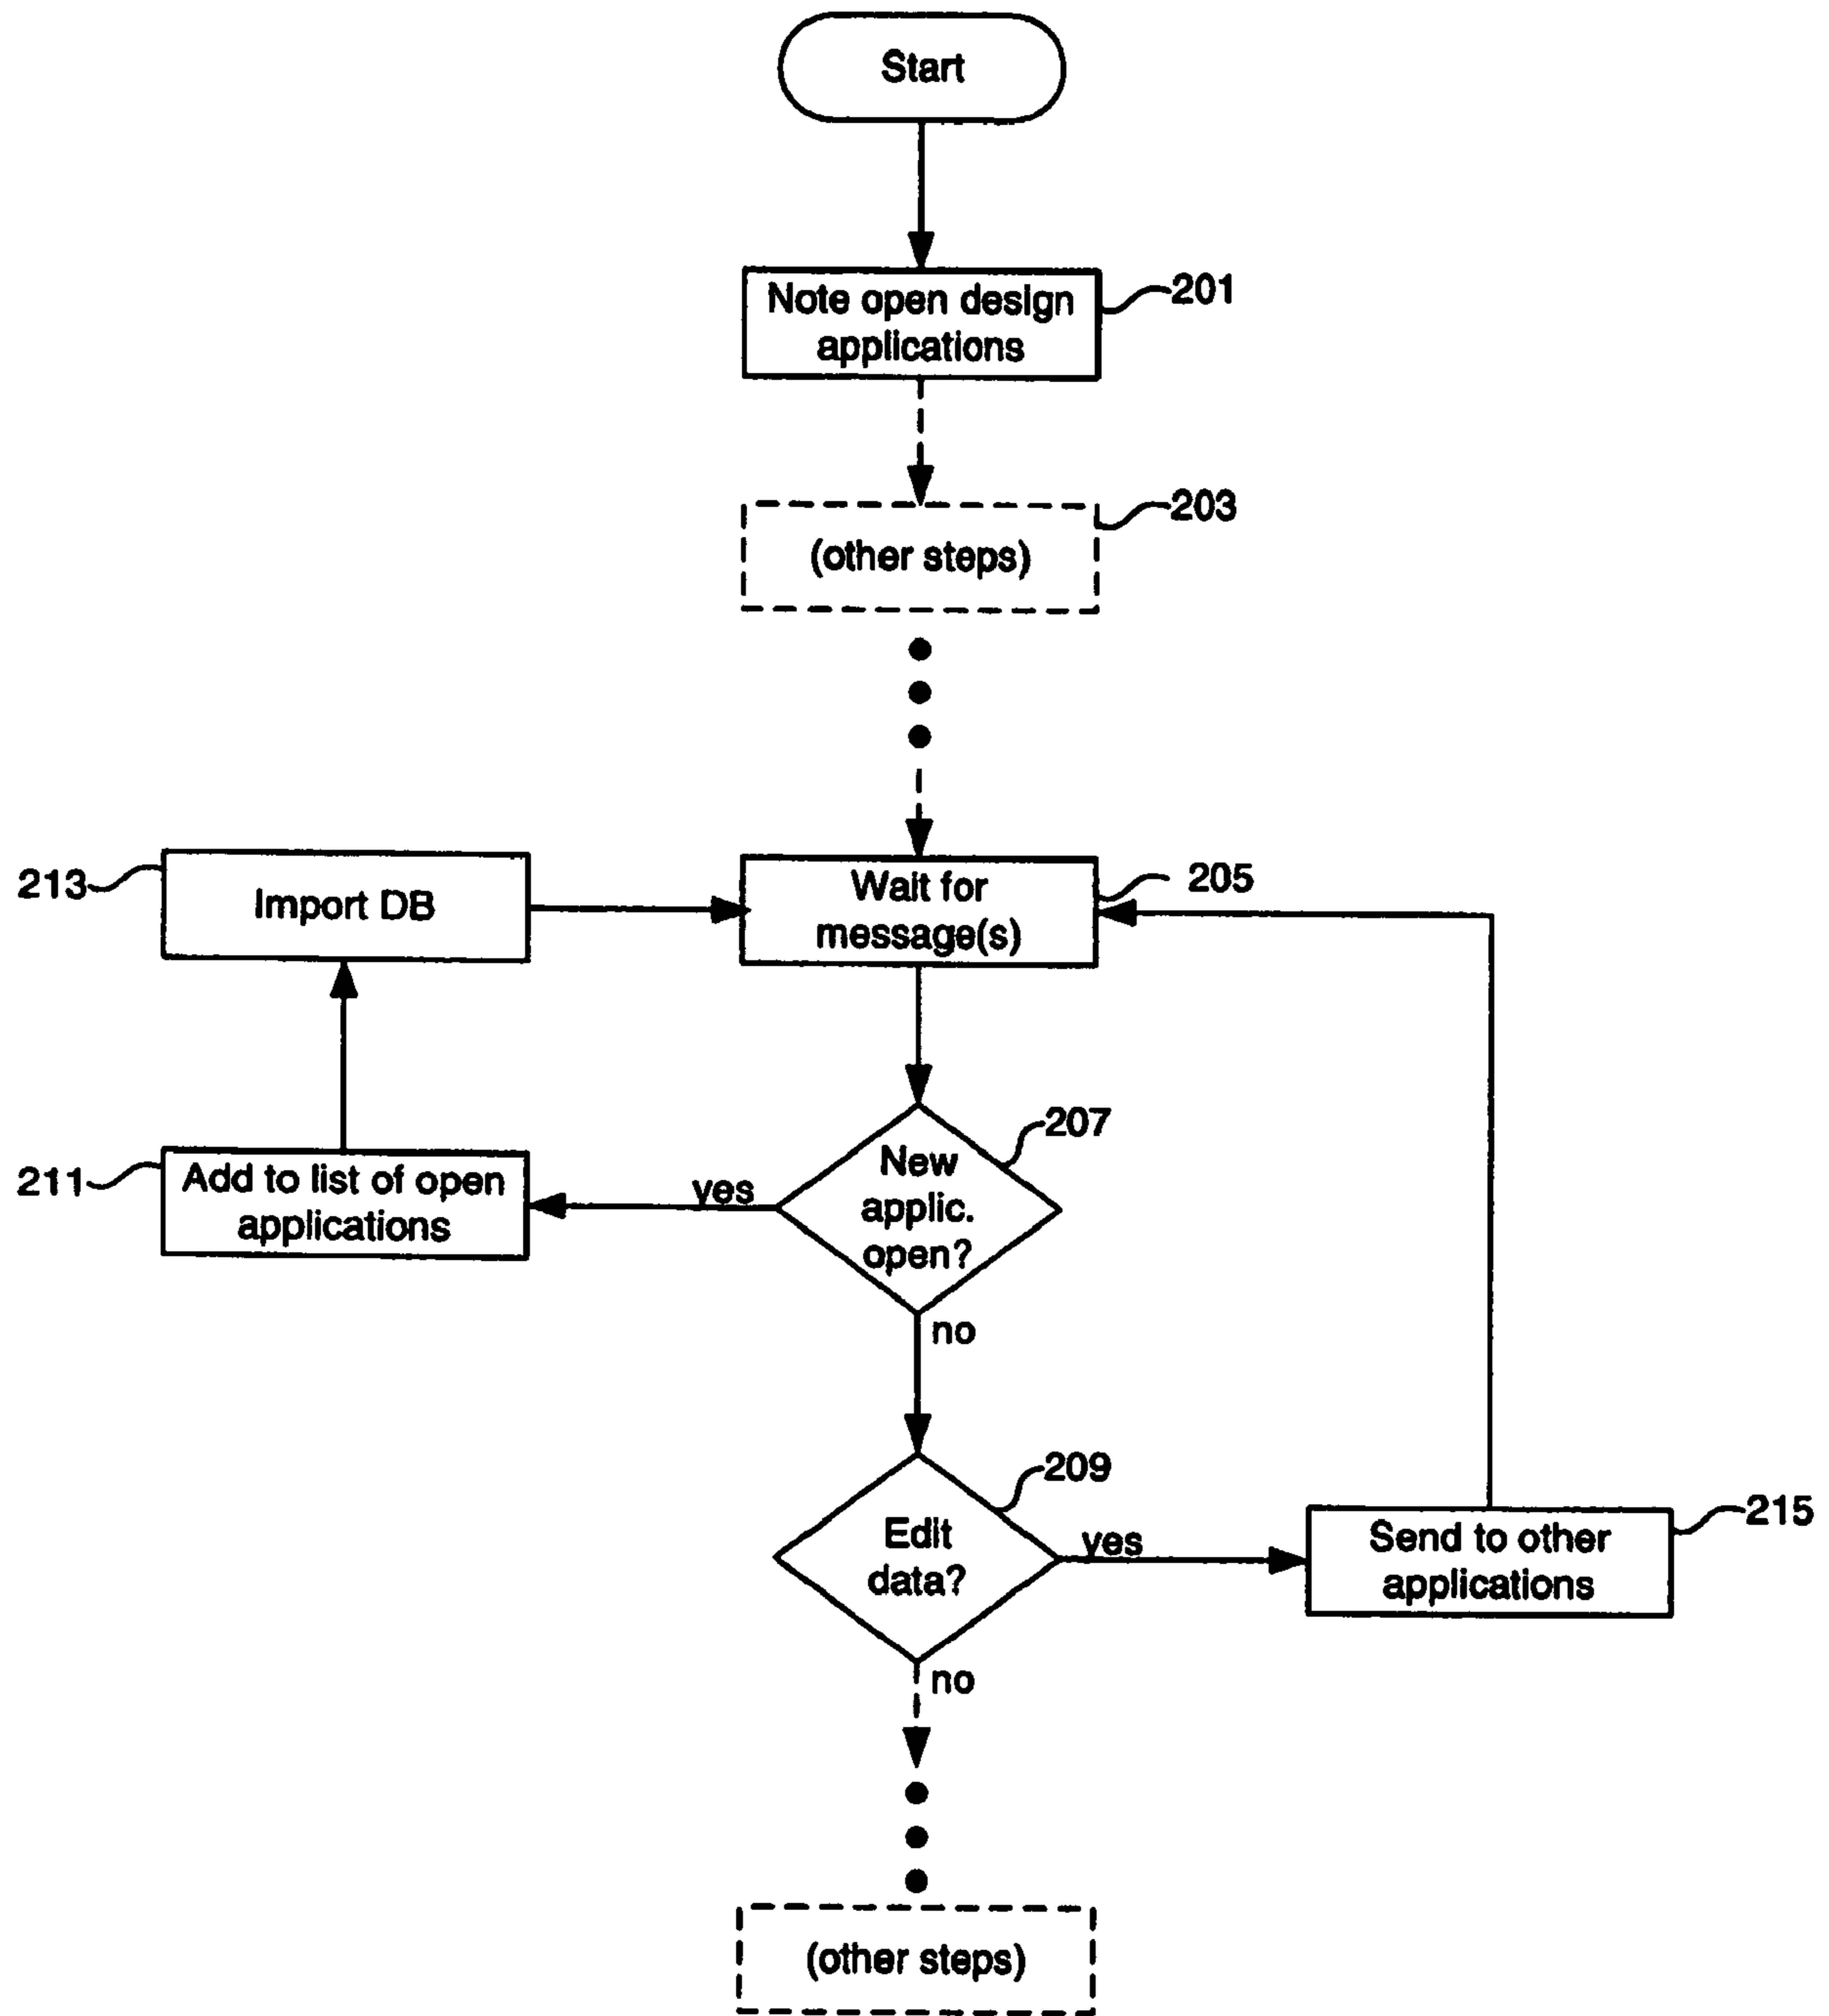 Start
Note open design
applications
201
(other steps)
203
213
Import DB
Wait for
message(s)
205
207
New
applic.
open?
yes
211
Add to list of open
applications
no
209
Edit
data?
yes
Send to other
applications
215
no
(other steps)